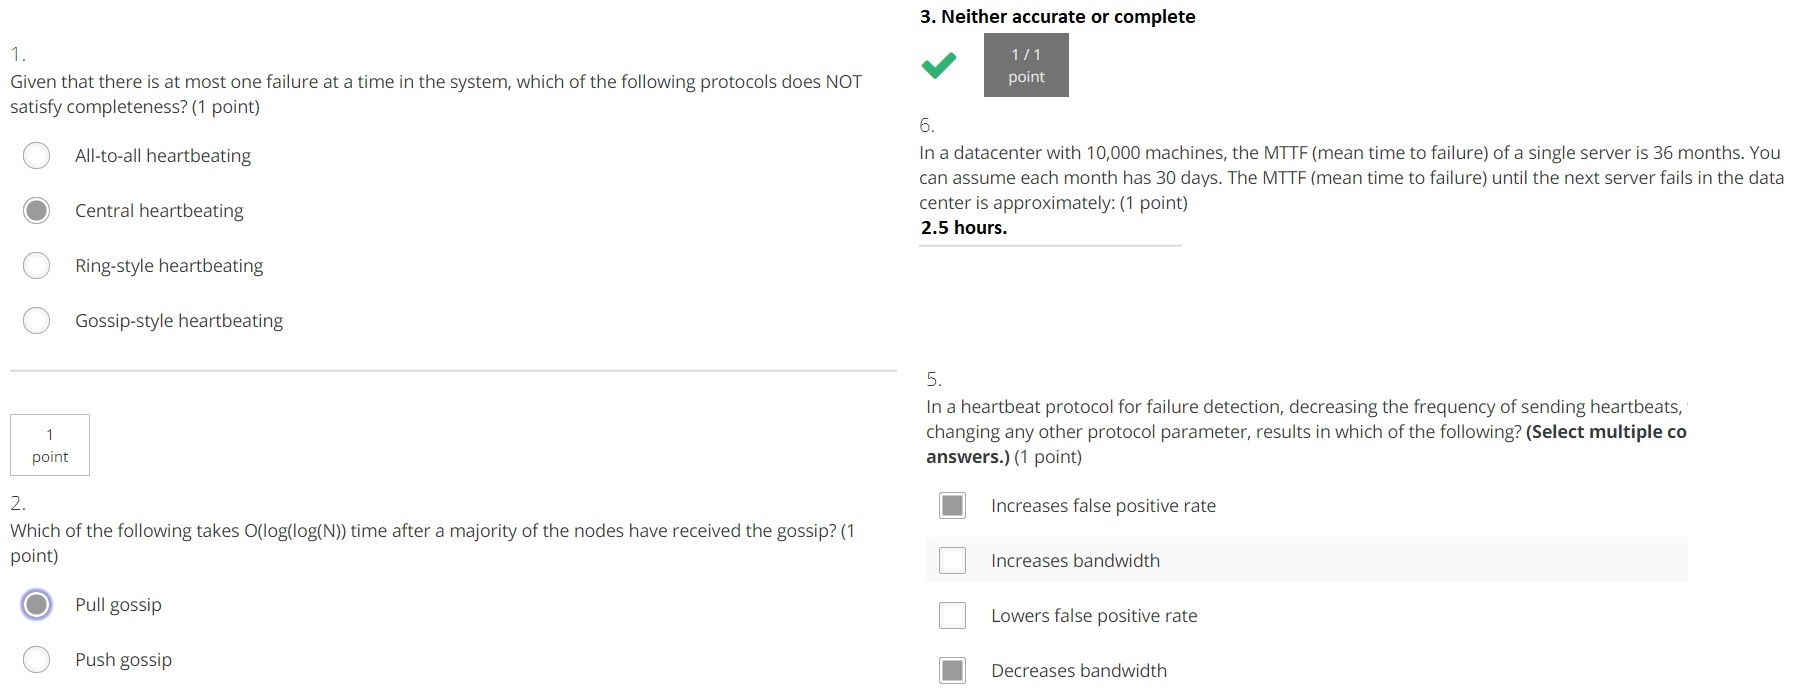 1.
Given that there is at most one failure at a time in the system, which of the following protocols does NOT
satisfy completeness? (1 point)
All-to-all heartbeating
Central heartbeating
Ring-style heartbeating
Gossip-style heartbeating
1
point
2.
Which of the following takes O(log(log(N)) time after a majority of the nodes have received the gossip? (1
point)
Pull gossip
Push gossip
3. Neither accurate or complete
1 / 1
point
6.
In a datacenter with 10,000 machines, the MTTF (mean time to failure) of a single server is 36 months. You
can assume each month has 30 days. The MTTF (mean time to failure) until the next server fails in the data
center is approximately: (1 point)
2.5 hours.
5.
In a heartbeat protocol for failure detection, decreasing the frequency of sending heartbeats,
changing any other protocol parameter, results in which of the following? (Select multiple co
answers.) (1 point)
Increases false positive rate
Increases bandwidth
Lowers false positive rate
Decreases bandwidth